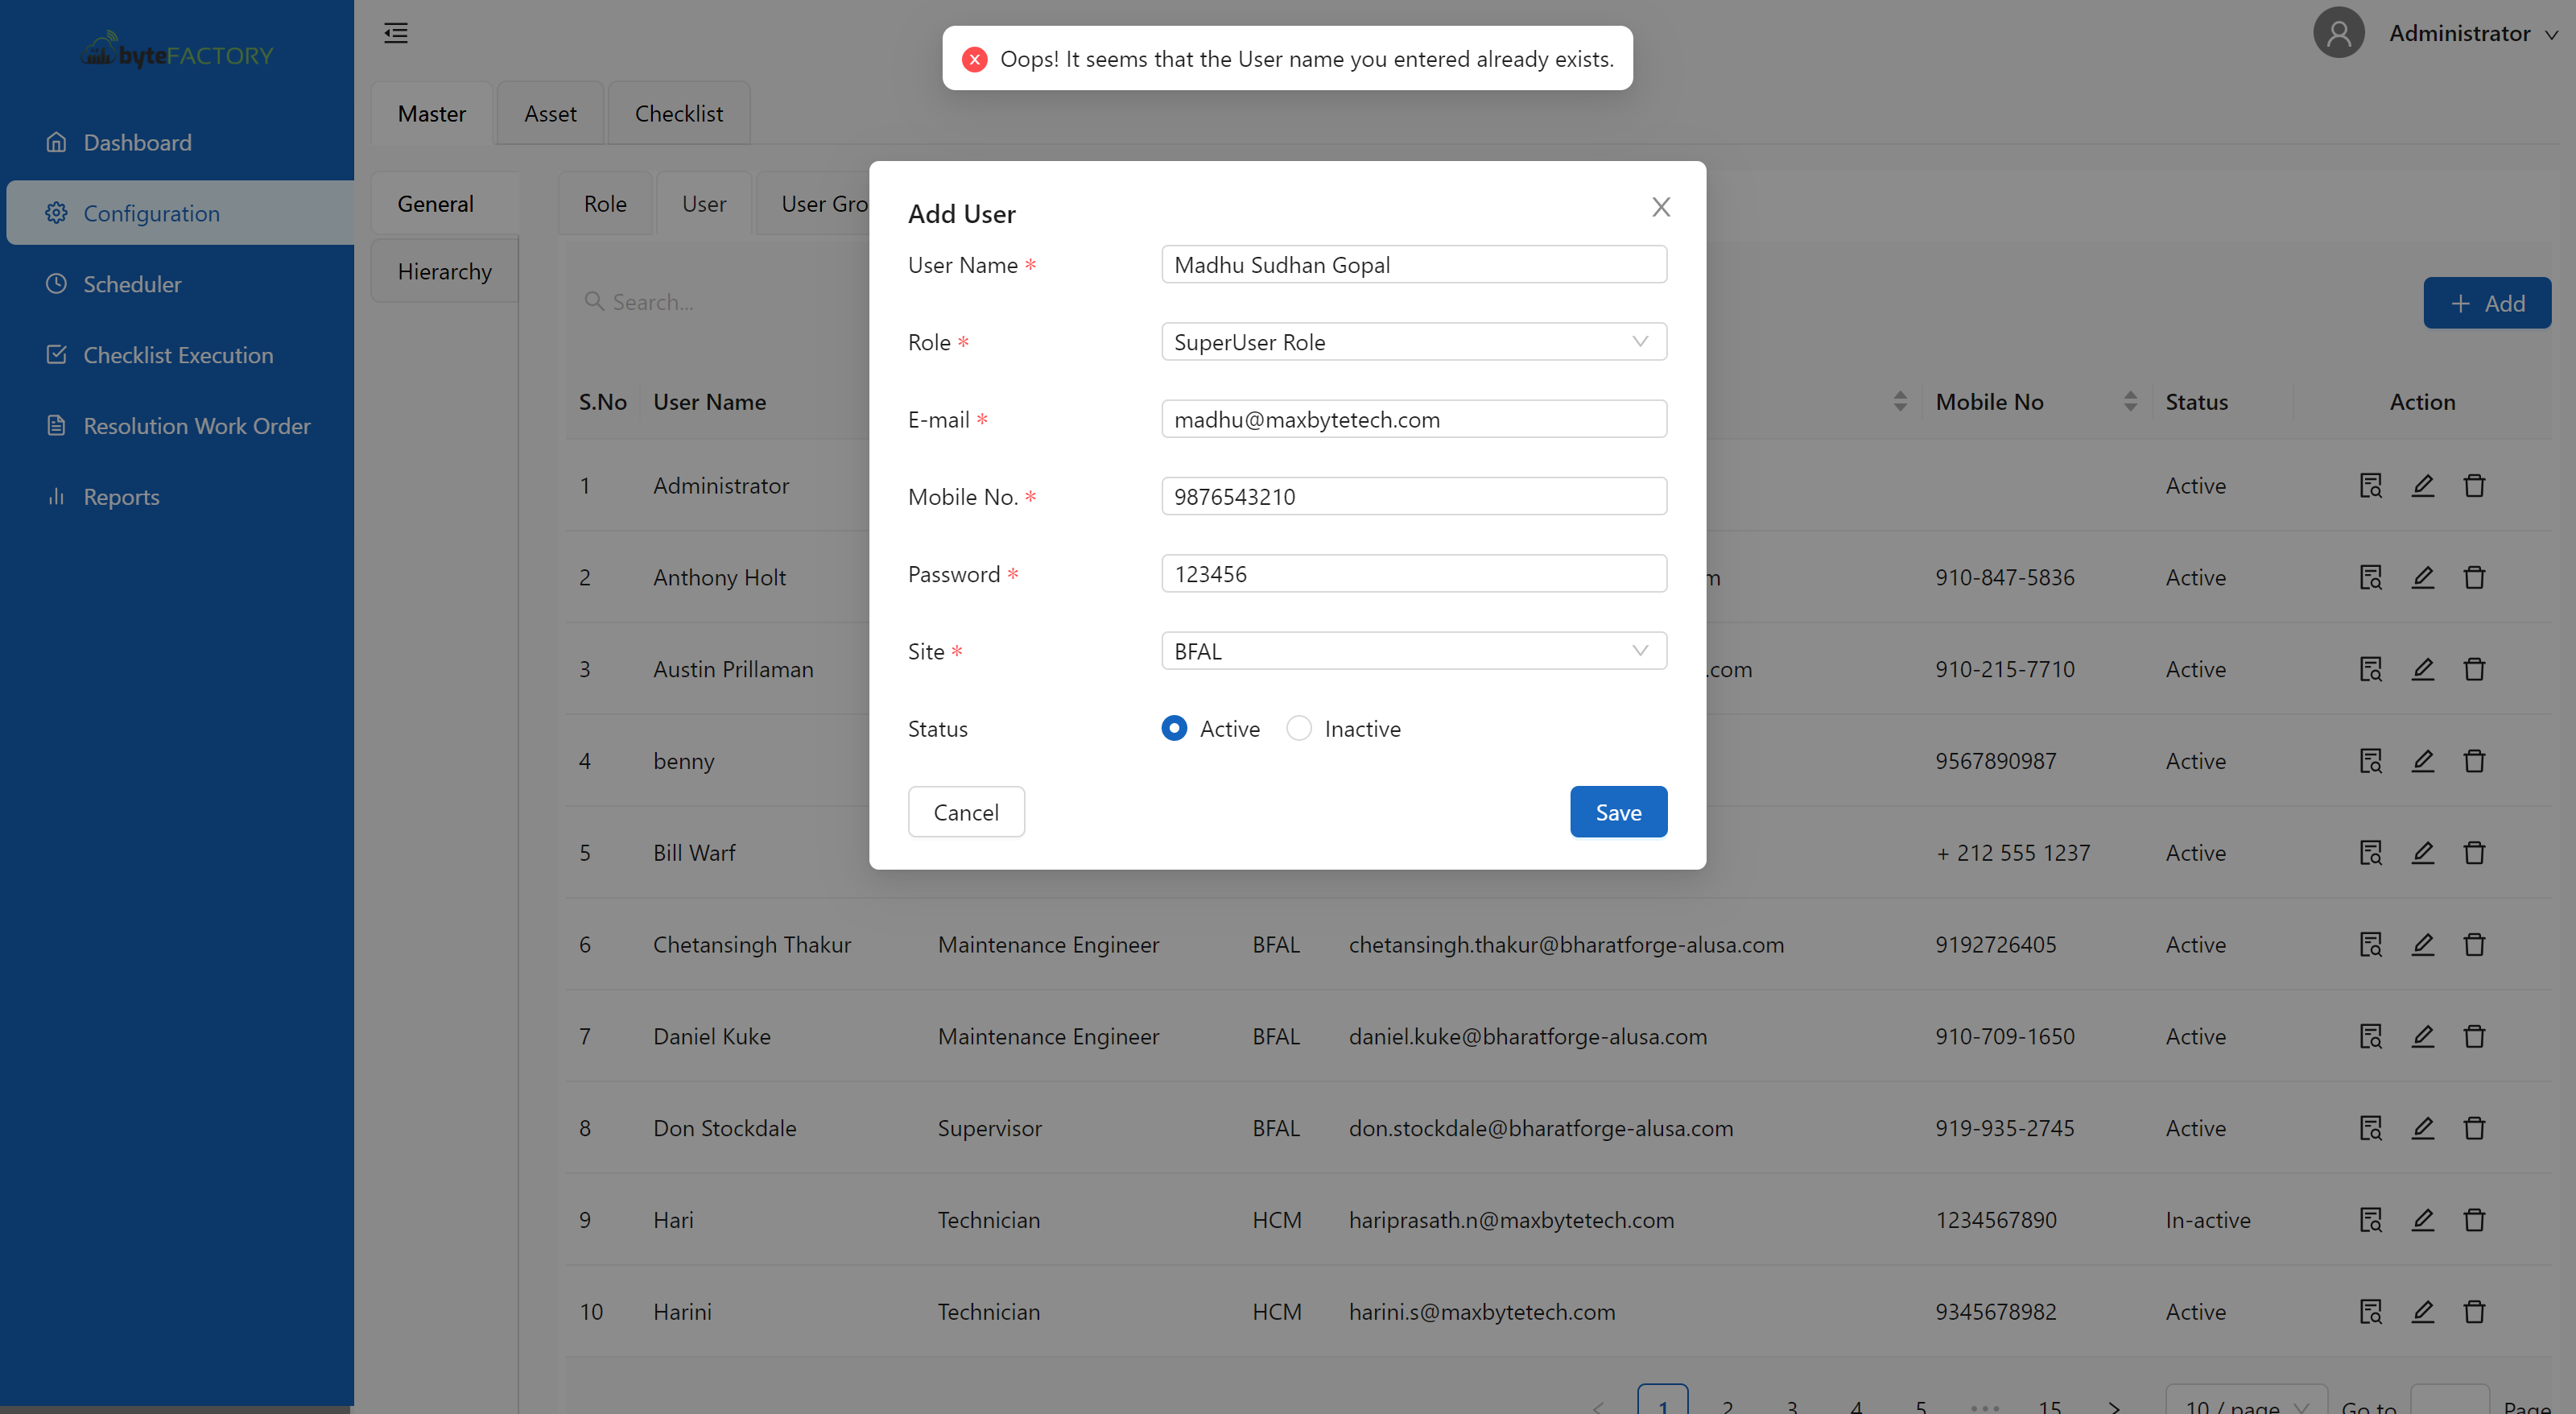 byteFACTORY
Dashboard
Configuration
Scheduler
Checklist Execution
Resolution Work Order
Reports
Oops! It seems that the User name you entered already exists.
Administrator
Master Asset Checklist
General
Hierarchy
Role User User Gro
Search...
Add
S.No User Name Mobile No Status Action
1 Administrator Active
2 Anthony Holt m 910-847-5836 Active
3 Austin Prillaman .com 910-215-7710 Active
4 benny 9567890987 Active
5 Bill Warf + 212 555 1237 Active
6 Chetansingh Thakur Maintenance Engineer BFAL chetansingh.thakur@bharatforge-alusa.com 9192726405 Active
7 Daniel Kuke Maintenance Engineer BFAL daniel.kuke@bharatforge-alusa.com 910-709-1650 Active
8 Don Stockdale Supervisor BFAL don.stockdale@bharatforge-alusa.com 919-935-2745 Active
9 Hari Technician HCM hariprasath.n@maxbytetech.com 1234567890 In-active
10 Harini Technician HCM harini.s@maxbytetech.com 9345678982 Active
< 1 2 3 4 5 ••• 15 > 10 / page Go to Page
Add User
User Name * Madhu Sudhan Gopal
Role * SuperUser Role
E-mail * madhu@maxbytetech.com
Mobile No. * 9876543210
Password * 123456
Site * BFAL
Status Active Inactive
Cancel Save